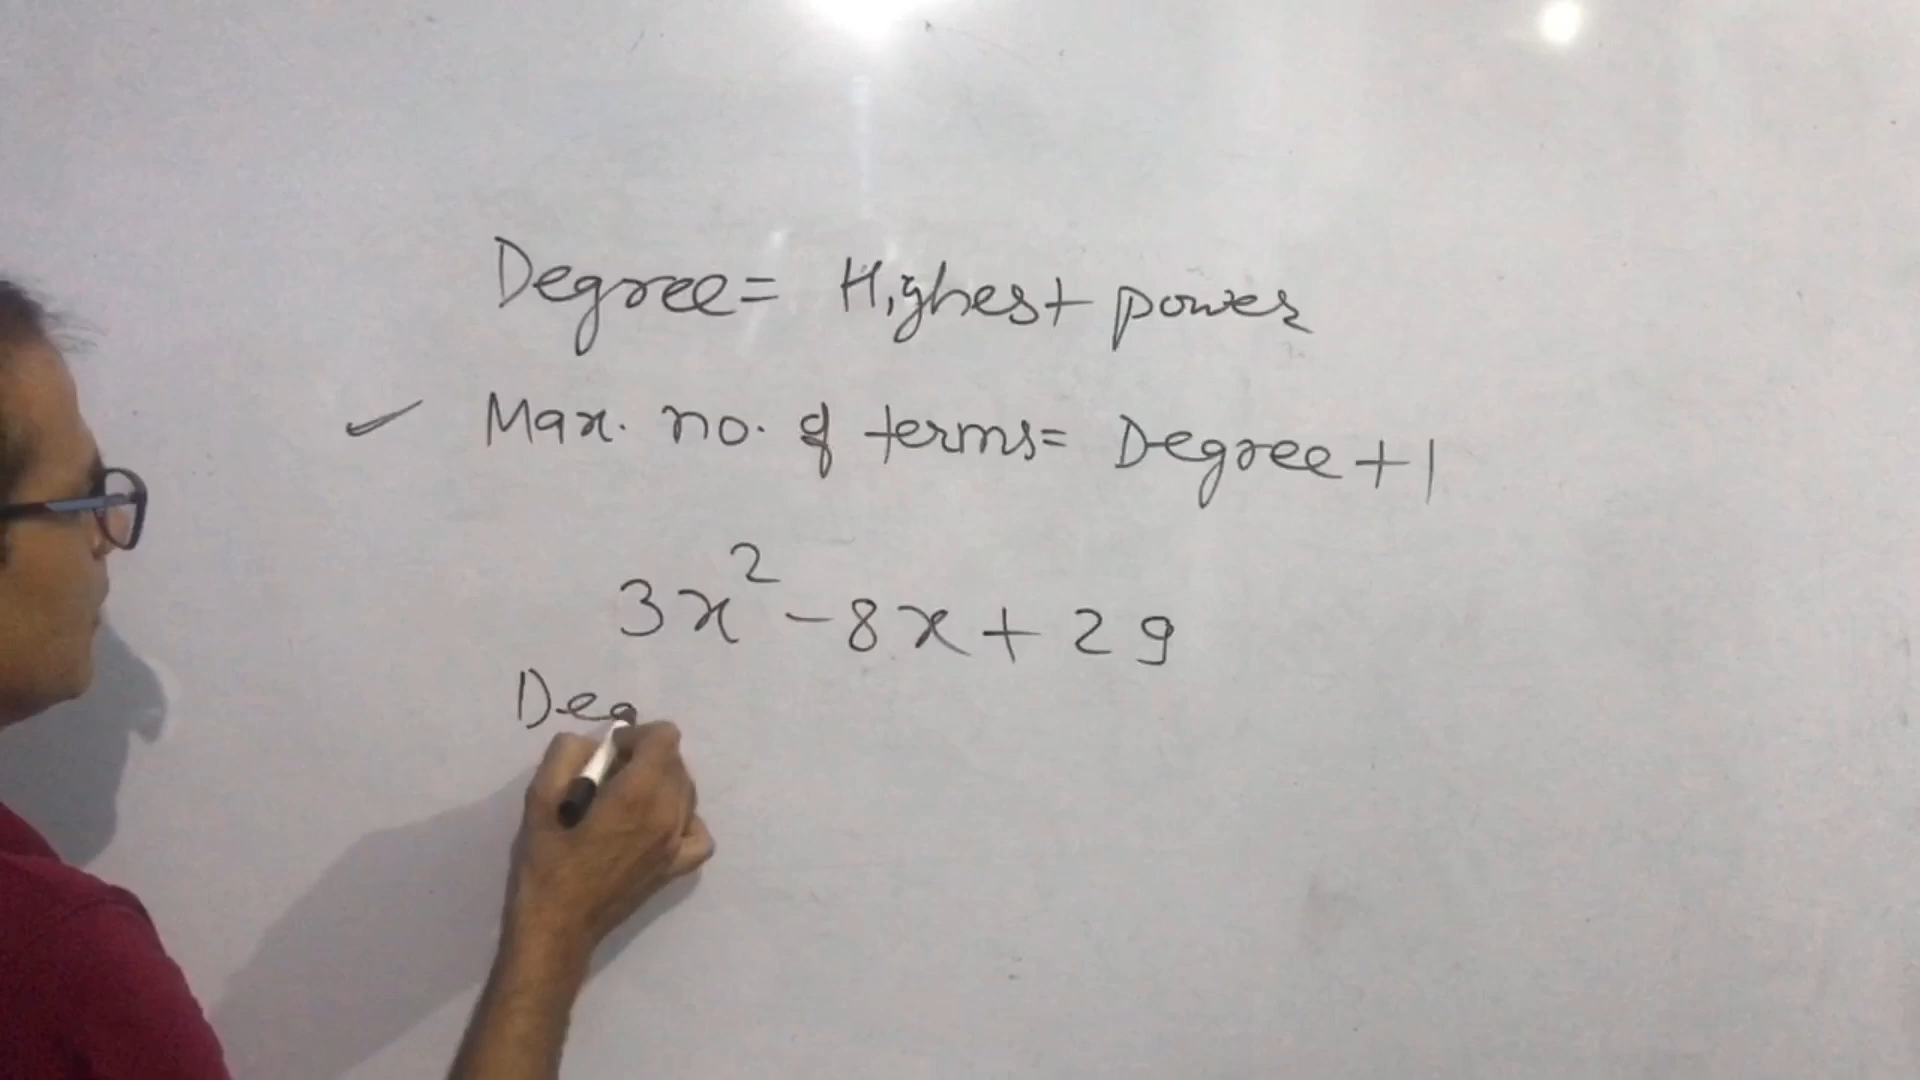 Degree = Highest power
✓ Max. no. of terms = Degree + 1
3x² - 8x + 29
Deg